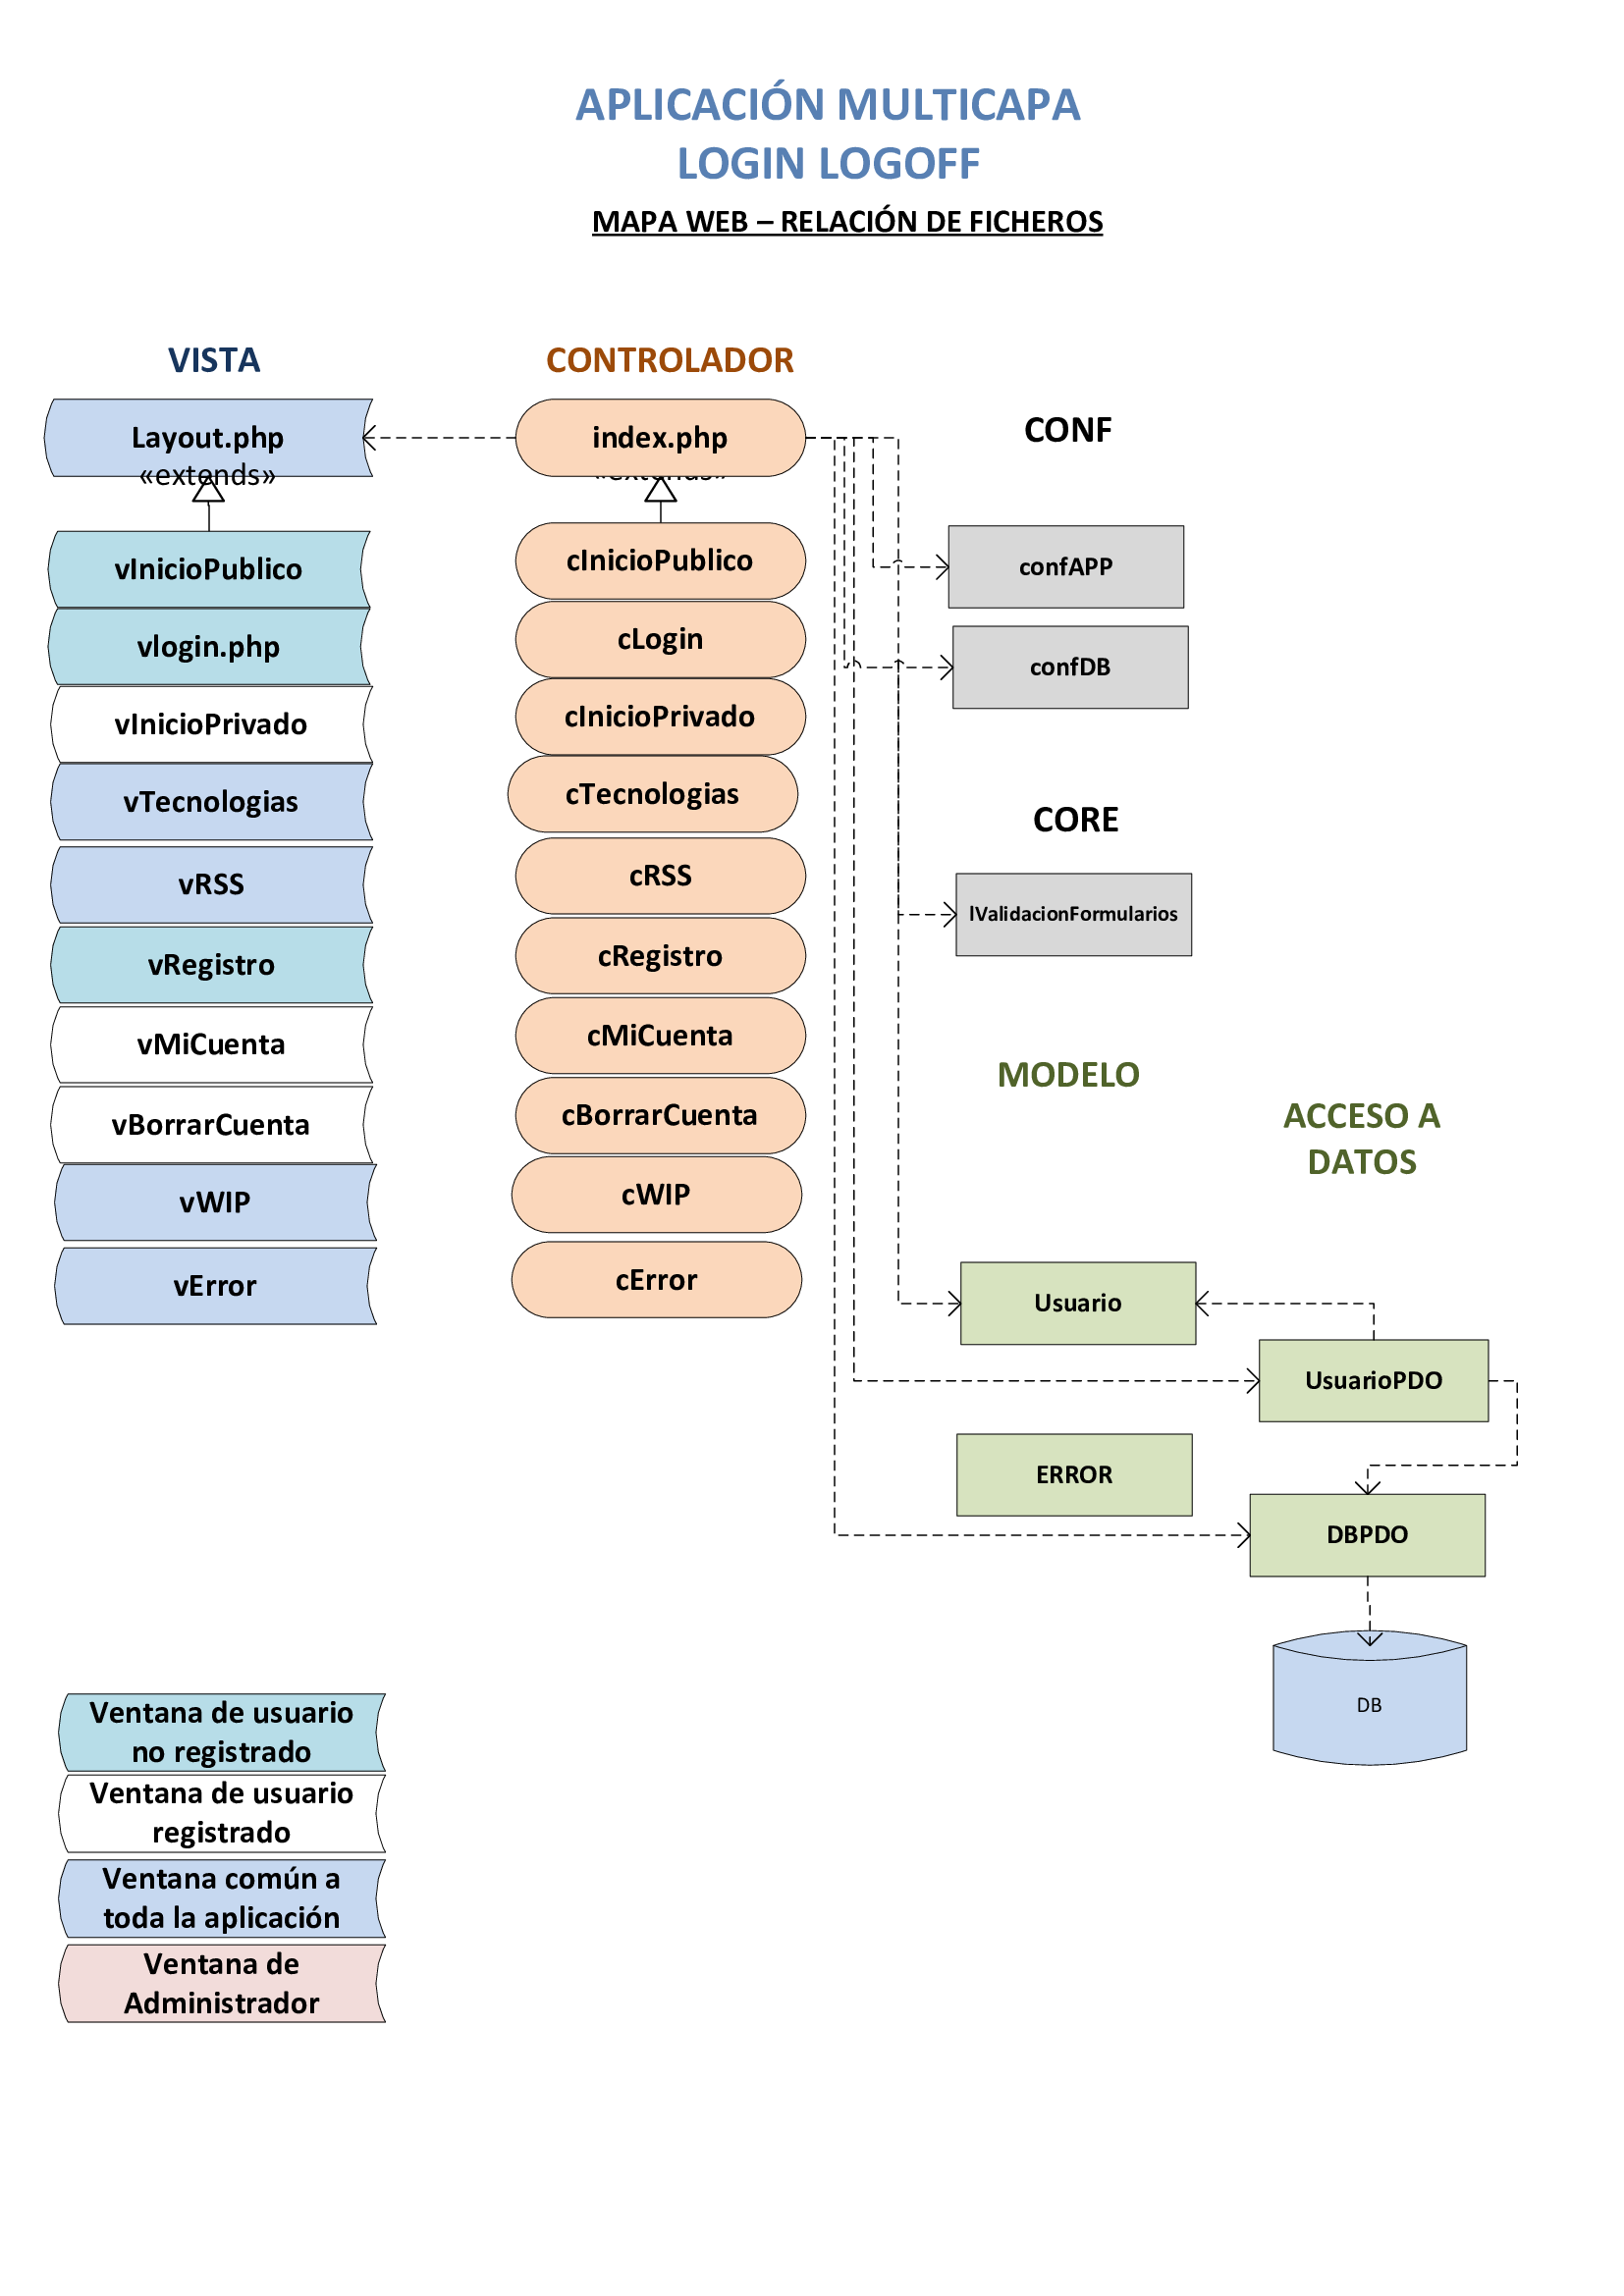 APLICACIÓN MULTICAPA
LOGIN LOGOFF
MAPA WEB – RELACIÓN DE FICHEROS
VISTA
CONTROLADOR
Layout.php
«extends»
index.php
«extends»
CONF
vInicioPublico
vlogin.php
vInicioPrivado
vTecnologias
vRSS
vRegistro
vMiCuenta
vBorrarCuenta
vWIP
vError
cInicioPublico
cLogin
cInicioPrivado
cTecnologias
cRSS
cRegistro
cMiCuenta
cBorrarCuenta
cWIP
cError
confAPP
confDB
CORE
lValidacionFormularios
MODELO
ACCESO A
DATOS
Usuario
UsuarioPDO
ERROR
DBPDO
DB
Ventana de usuario
no registrado
Ventana de usuario
registrado
Ventana común a
toda la aplicación
Ventana de
Administrador